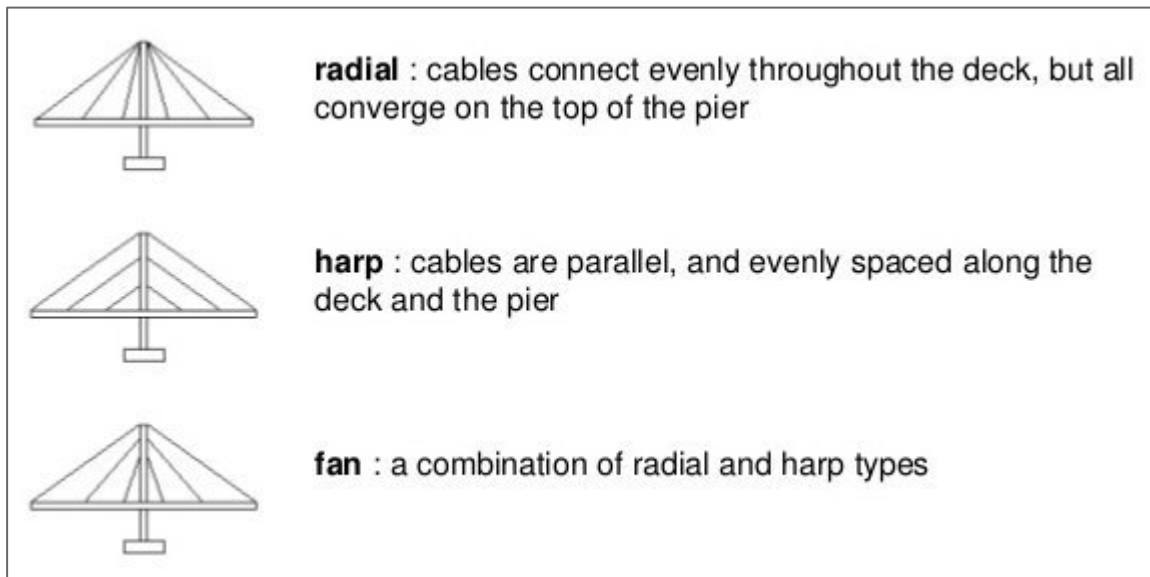 radial : cables connect evenly throughout the deck, but all
converge on the top of the pier
harp : cables are parallel, and evenly spaced along the
deck and the pier
fan : a combination of radial and harp types